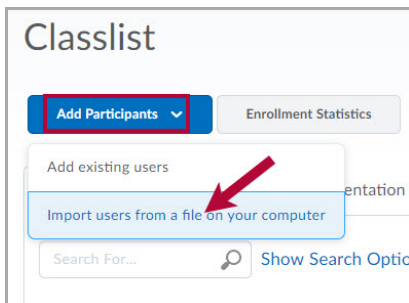 Classlist
Add Participants
Enrollment Statistics
Add existing users
entation
Import users from a file on your computer
Search For...
Show Search Optio